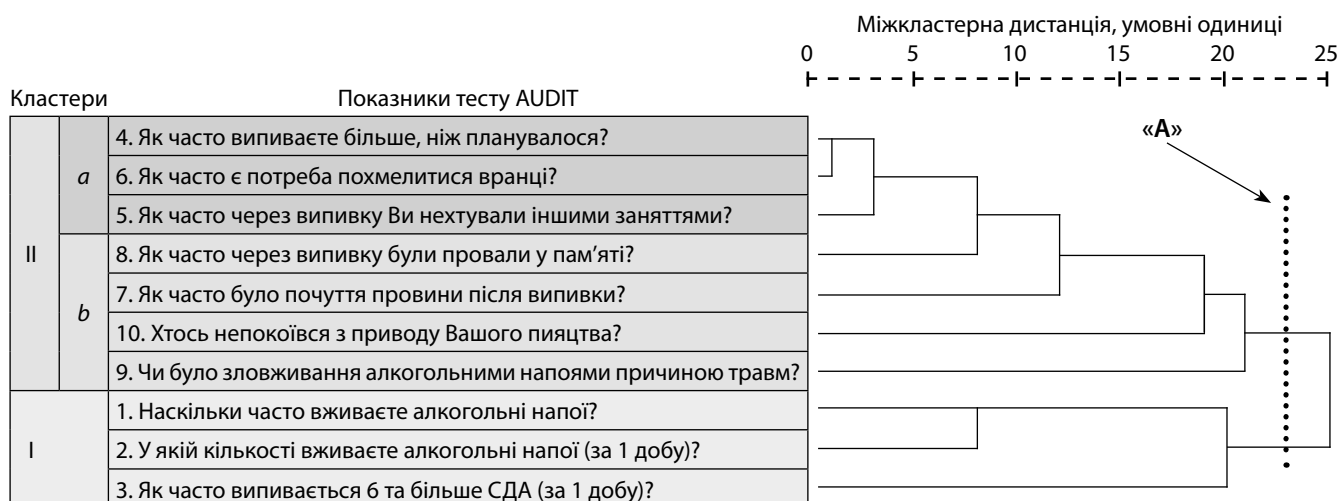 Міжкластерна дистанція, умовні одиниці
0 5 10 15 20 25
Кластери Показники тесту AUDIT
«А»
II
a
4. Як часто випиваєте більше, ніж планувалося?
6. Як часто є потреба похмелитися вранці?
5. Як часто через випивку Ви нехтували іншими заняттями?
b
8. Як часто через випивку були провали у пам’яті?
7. Як часто було почуття провини після випивки?
10. Хтось непокоївся з приводу Вашого пияцтва?
9. Чи було зловживання алкогольними напоями причиною травм?
I
1. Наскільки часто вживаєте алкогольні напої?
2. У якій кількості вживаєте алкогольні напої (за 1 добу)?
3. Як часто випивається 6 та більше СДА (за 1 добу)?